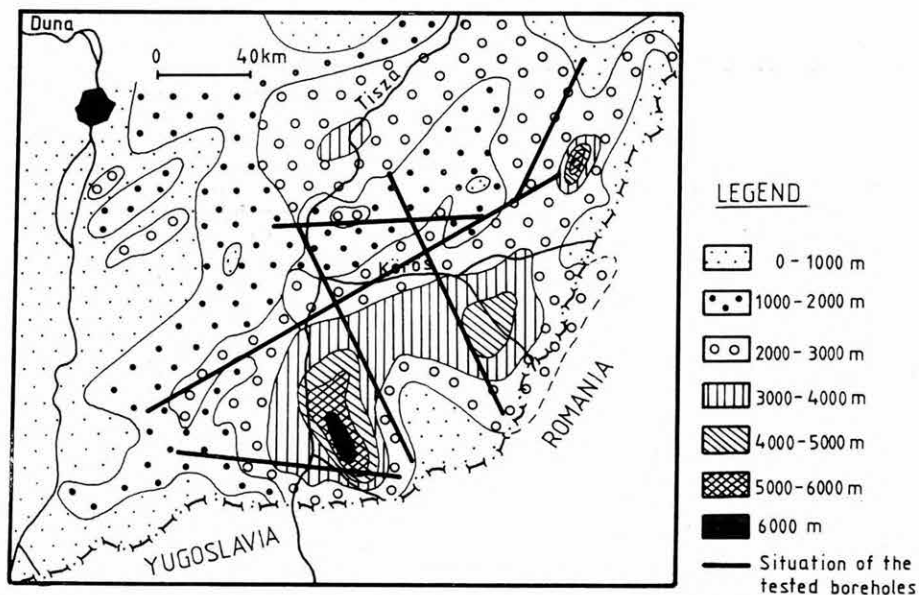 Duna
0 40km
Tisza
Körös
ROMANIA
YUGOSLAVIA
LEGEND
0-1000 m
1000-2000 m
2000-3000 m
3000-4000 m
4000-5000 m
5000-6000 m
6000 m
Situation of the
tested boreholes